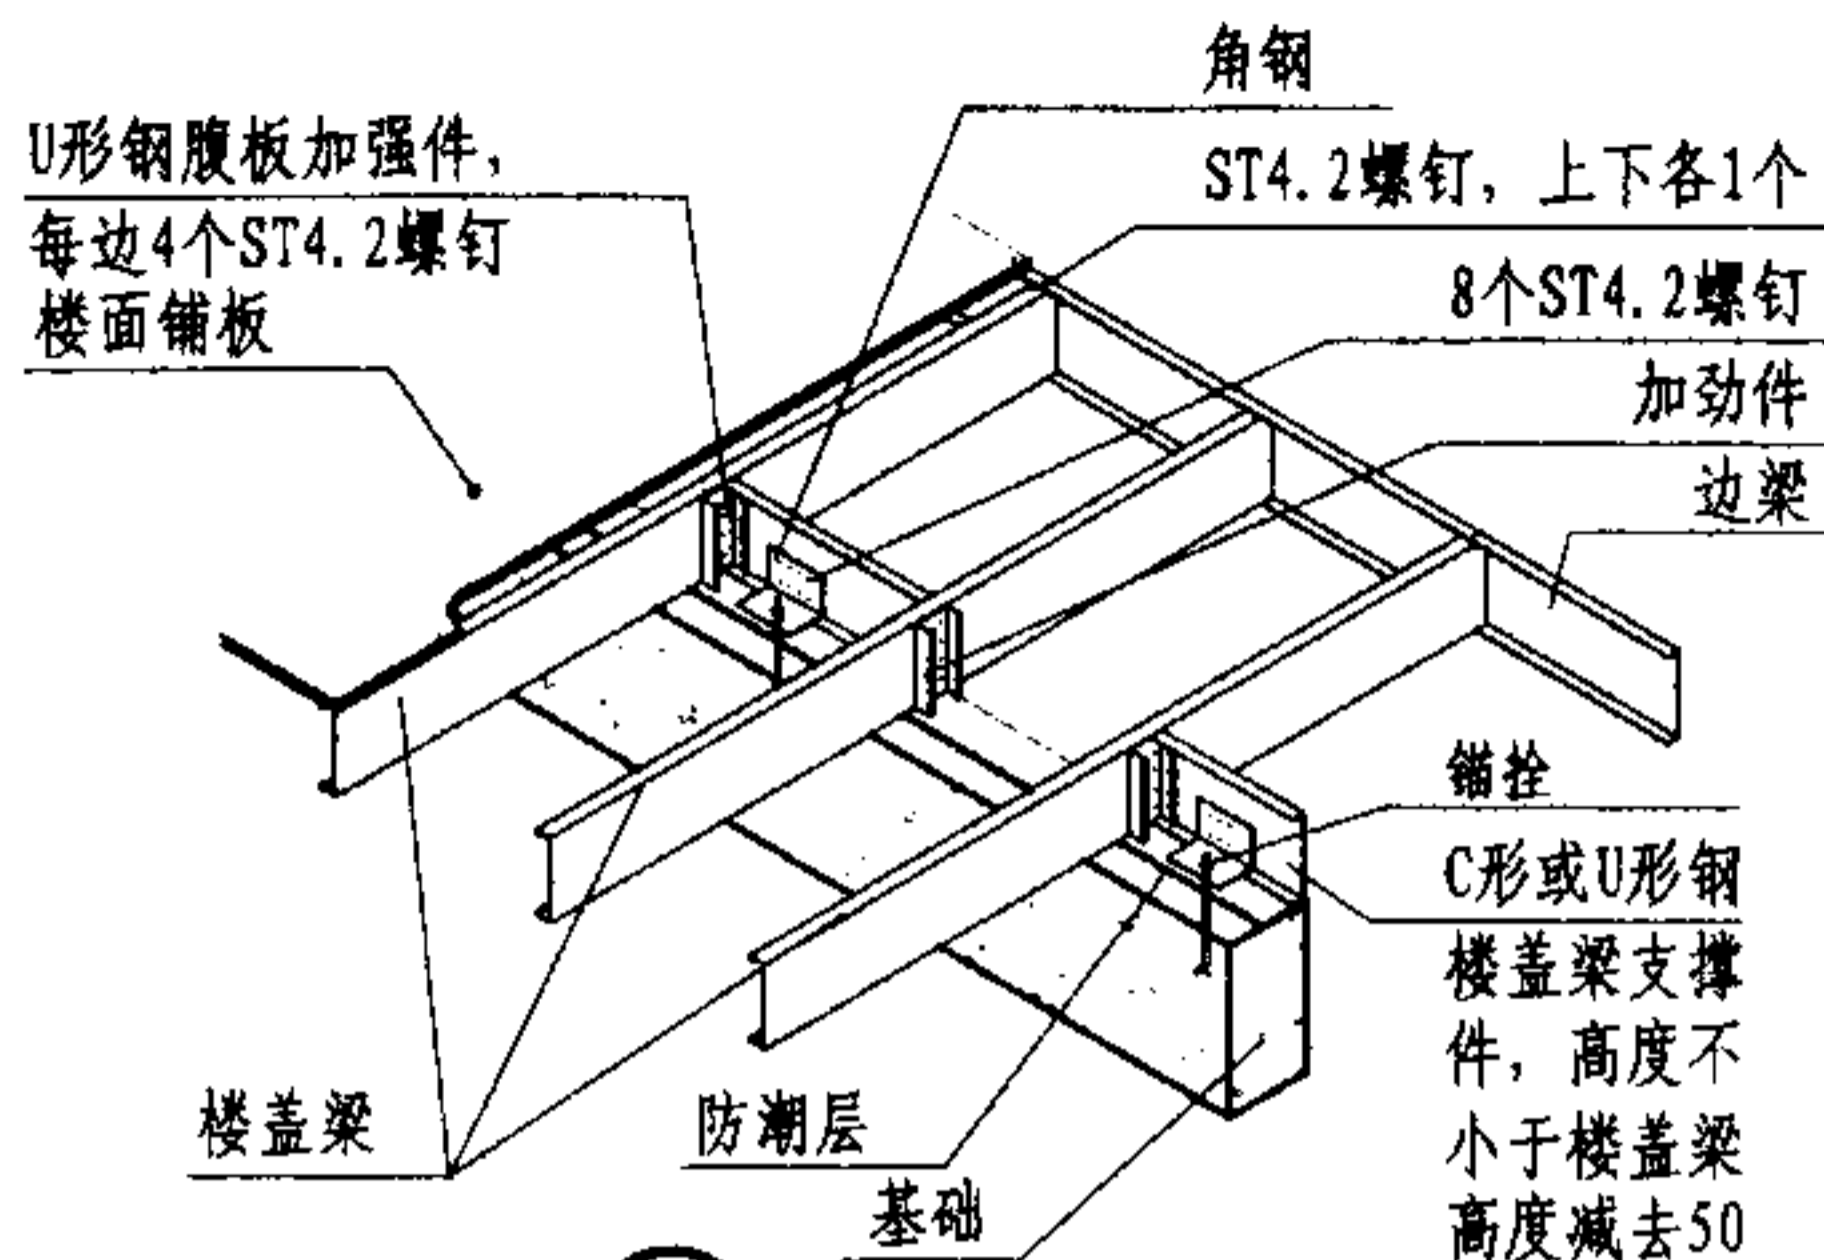 角钢
U形钢腹板加强件，
每边4个ST4.2螺钉
楼面铺板
ST4.2螺钉，上下各1个
8个ST4.2螺钉
加劲件
边梁
锚拴
C形或U形钢
楼盖梁支撑
件，高度不
小于楼盖梁
高度减去50
楼盖梁
防潮层
基础